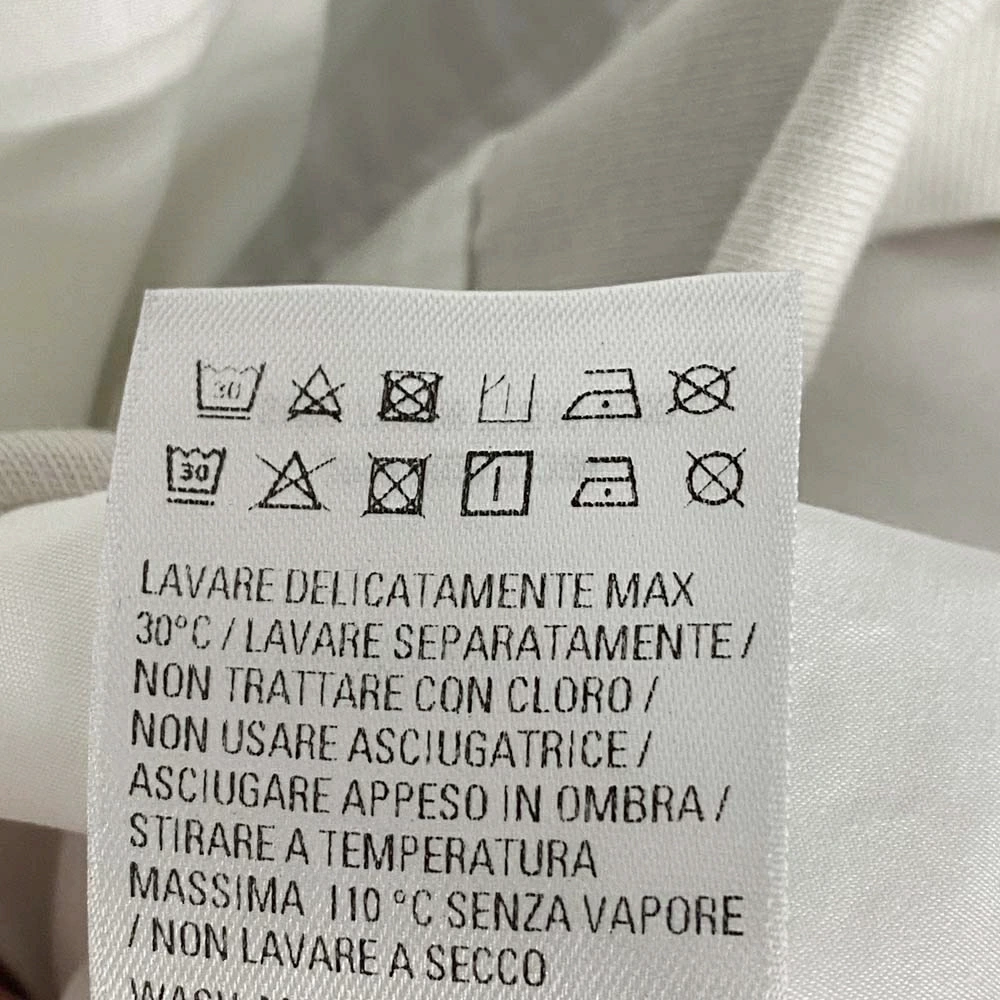 30
30
LAVARE DELICATAMENTE MAX
30°C / LAVARE SEPARATAMENTE /
NON TRATTARE CON CLORO /
NON USARE ASCIUGATRICE /
ASCIUGARE APPESO IN OMBRA /
STIRARE A TEMPERATURA
MASSIMA 110 °C SENZA VAPORE
/ NON LAVARE A SECCO